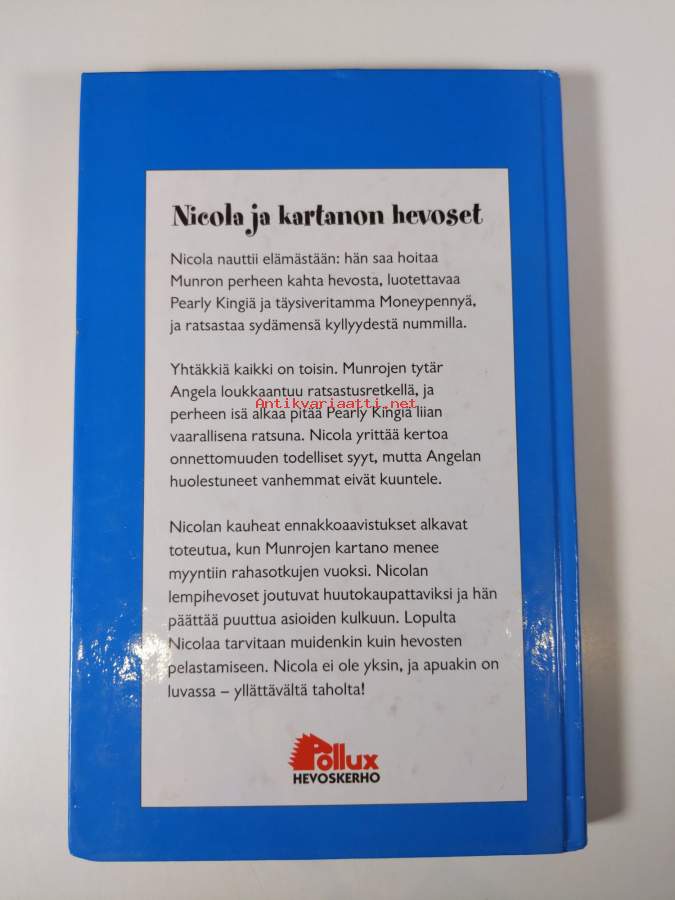 Nicola ja kartanon hevoset
Nicola nauttii elämästään: hän saa hoitaa
Munron perheen kahta hevosta, luotettavaa
Pearly Kingiä ja täysiveritamma Moneypennyä,
ja ratsastaa sydämensä kyllyydestä nummilla.
Yhtäkkiä kaikki on toisin. Munrojen tytär
Angela loukkaantuu ratsastusretkellä, ja
Antikvariaatti.net
perheen isä alkaa pitää Pearly Kingiä liian
vaarallisena ratsuna. Nicola yrittää kertoa
onnettomuuden todelliset syyt, mutta Angelan
huolestuneet vanhemmat eivät kuuntele.
Nicolan kauheat ennakkoaavistukset alkavat
toteutua, kun Munrojen kartano menee
myyntiin rahasotkujen vuoksi. Nicolan
lempihevoset joutuvat huutokaupattaviksi ja hän
päättää puuttua asioiden kulkuun. Lopulta
Nicolaa tarvitaan muidenkin kuin hevosten
pelastamiseen. Nicola ei ole yksin, ja apuakin on
luvassa – yllättävältä taholta!
Pollux
HEVOSKERHO